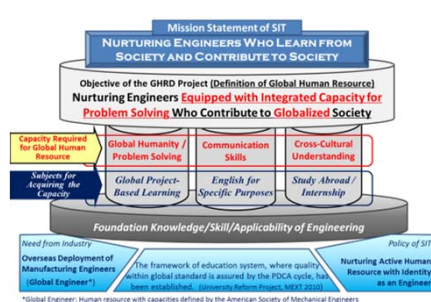 Mission Statement of SIT
NURTURING ENGINEERS WHO LEARN FROM
SOCIETY AND CONTRIBUTE TO SOCIETY
Objective of the GHRD Project (Definition of Global Human Resource)
Nurturing Engineers Equipped with Integrated Capacity for
Problem Solving Who Contribute to Globalized Society
Capacity Required
for Global Human
Resource
Global Humanity /
Problem Solving
Communication
Skills
Cross-Cultural
Understanding
Subjects for
Acquiring the
Capacity
Global Project-
Based Learning
English for
Specific Purposes
Study Abroad /
Internship
Foundation Knowledge/Skill/Applicability of Engineering
Need from Industry
Overseas Deployment of
Manufacturing Engineers
(Global Engineer*)
The framework of education system, where quality
within global standard is assured by the PDCA cycle, has
been established. (University Reform Project, MEXT 2010)
Policy of SIT
Nurturing Active Human
Resource with Identity
as an Engineer
*Global Engineer: Human resource with capacities defined by the American Society of Mechanical Engineers